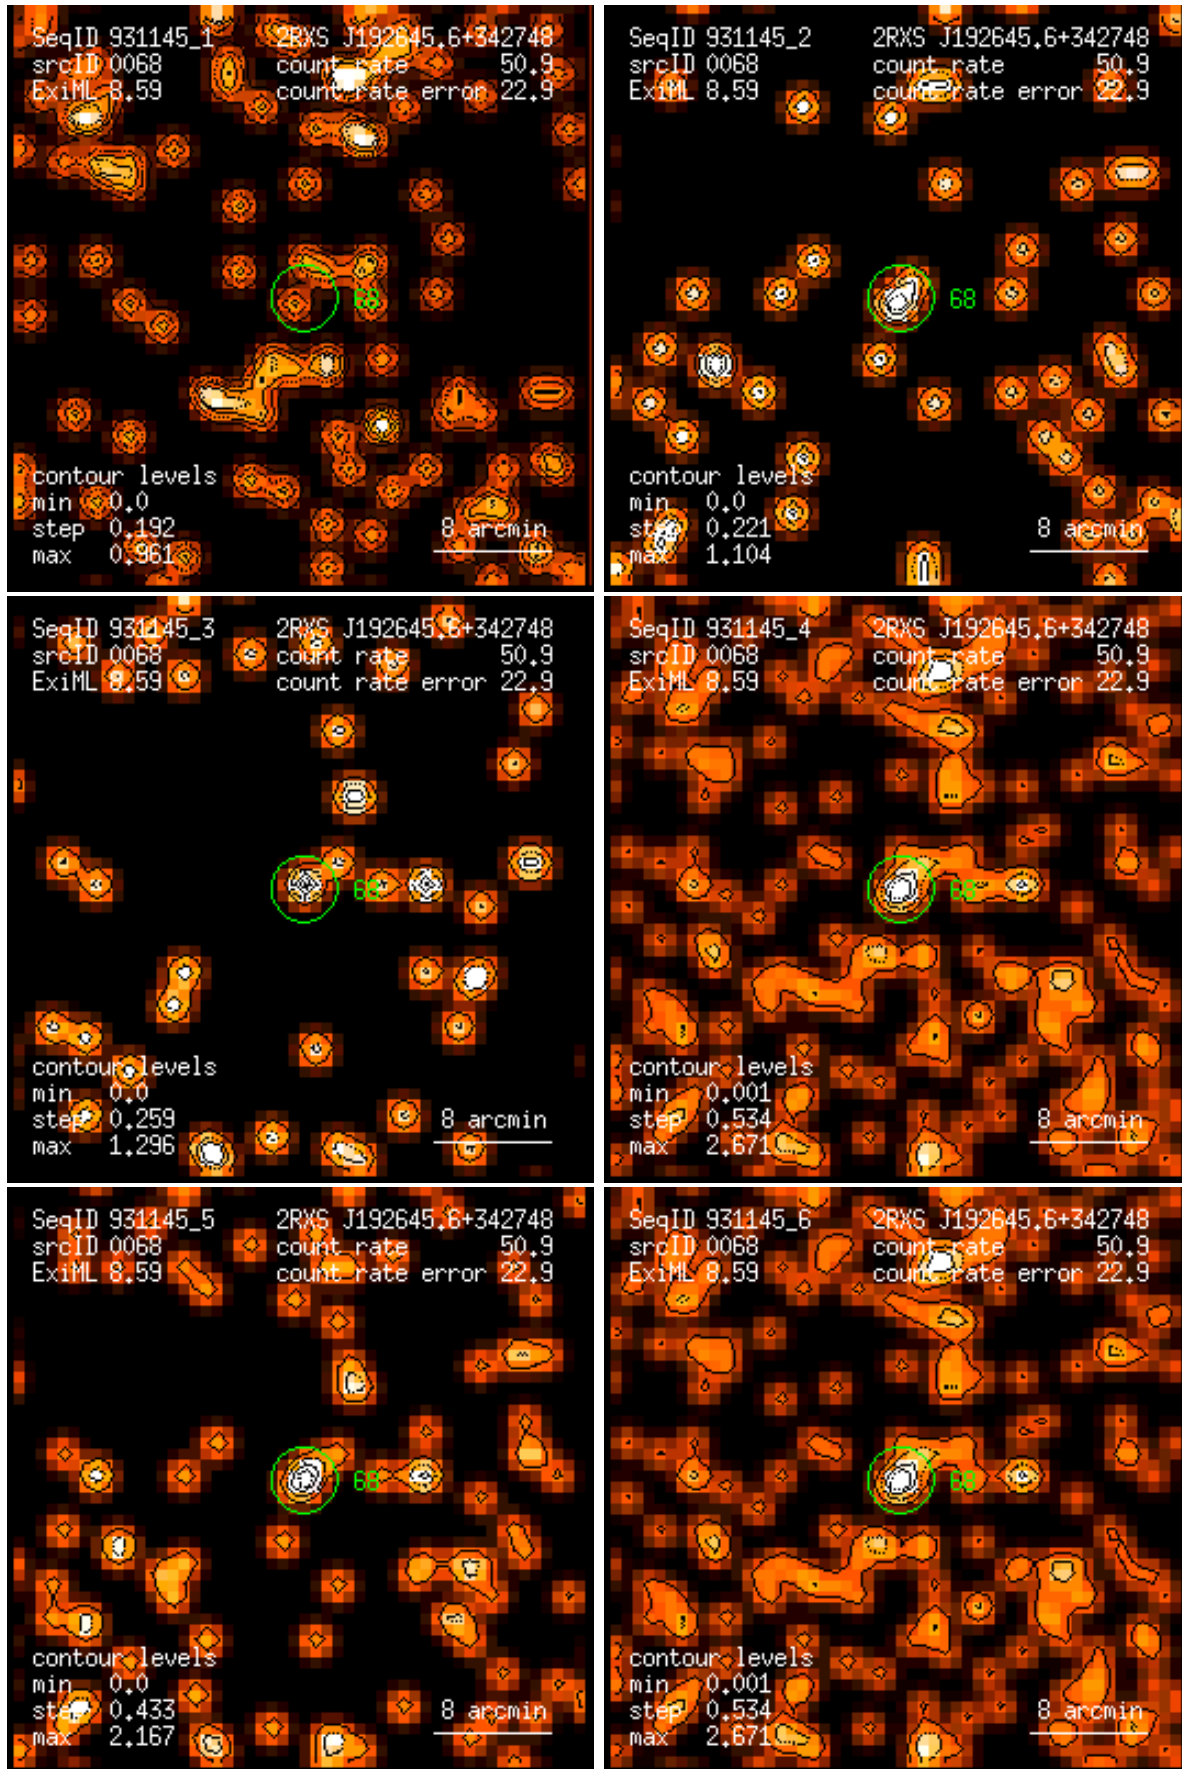 SeqID 931145_1 2RXS J192645.6+342748
srcID 0068 count rate 50.9
ExiML 8.59 count rate error 22.9
68
contour levels
min 0.0
step 0.192
max 0.961
8 arcmin
SeqID 931145_2 2RXS J192645.6+342748
srcID 0068 count rate 50.9
ExiML 8.59 count rate error 22.9
68
contour levels
min 0.0
step 0.221
max 1.104
8 arcmin
SeqID 931145_3 2RXS J192645.6+342748
srcID 0068 count rate 50.9
ExiML 8.59 count rate error 22.9
68
contour levels
min 0.0
step 0.259
max 1.296
8 arcmin
SeqID 931145_4 2RXS J192645.6+342748
srcID 0068 count rate 50.9
ExiML 8.59 count rate error 22.9
68
contour levels
min 0.001
step 0.534
max 2.671
8 arcmin
SeqID 931145_5 2RXS J192645.6+342748
srcID 0068 count rate 50.9
ExiML 8.59 count rate error 22.9
68
contour levels
min 0.0
step 0.433
max 2.167
8 arcmin
SeqID 931145_6 2RXS J192645.6+342748
srcID 0068 count rate 50.9
ExiML 8.59 count rate error 22.9
68
contour levels
min 0.001
step 0.534
max 2.671
8 arcmin